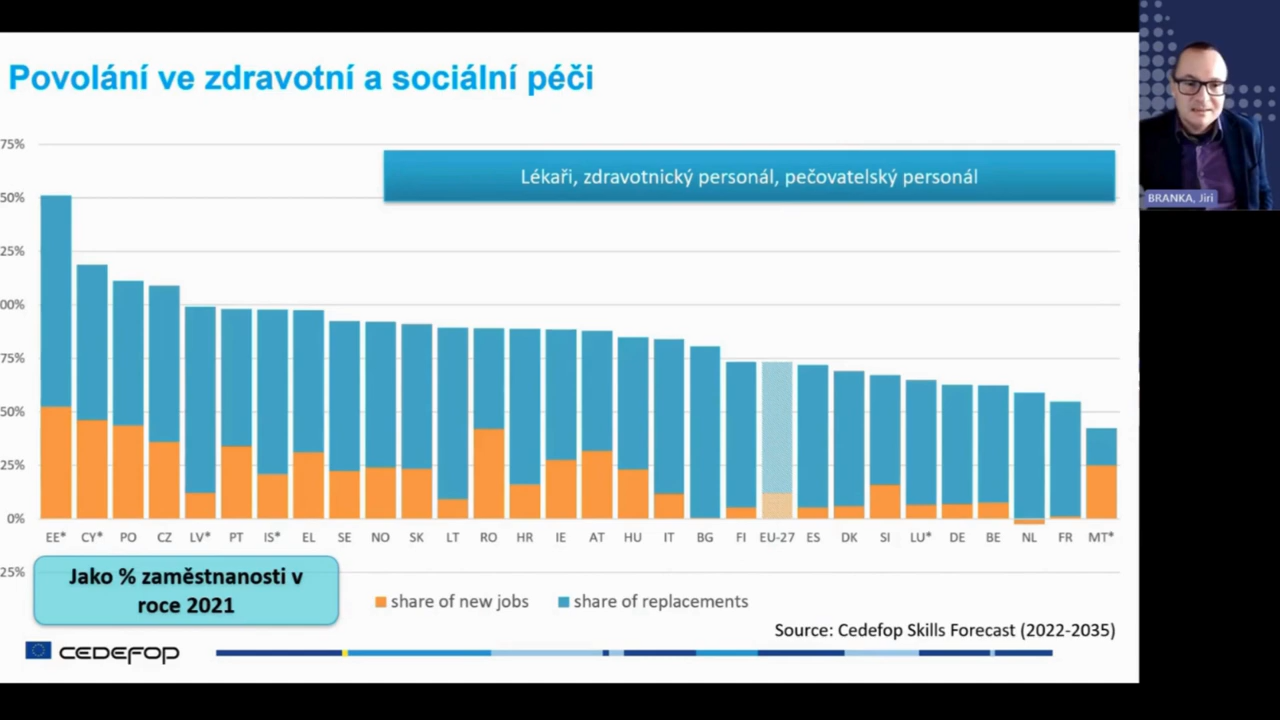 Povolání ve zdravotní a sociální péči
75%
Lékaři, zdravotnický personál, pečovatelský personál
BRANKA, Jiri
50%
25%
00%
75%
50%
25%
0%
EE* CY* PO CZ LV* PT IS* EL SE NO SK LT RO HR IE AT HU IT BG FI EU-27 ES DK SI LU* DE BE NL FR MT*
25%
Jako % zaměstnanosti v
roce 2021
share of new jobs share of replacements
Source: Cedefop Skills Forecast (2022-2035)
CEDEFOP